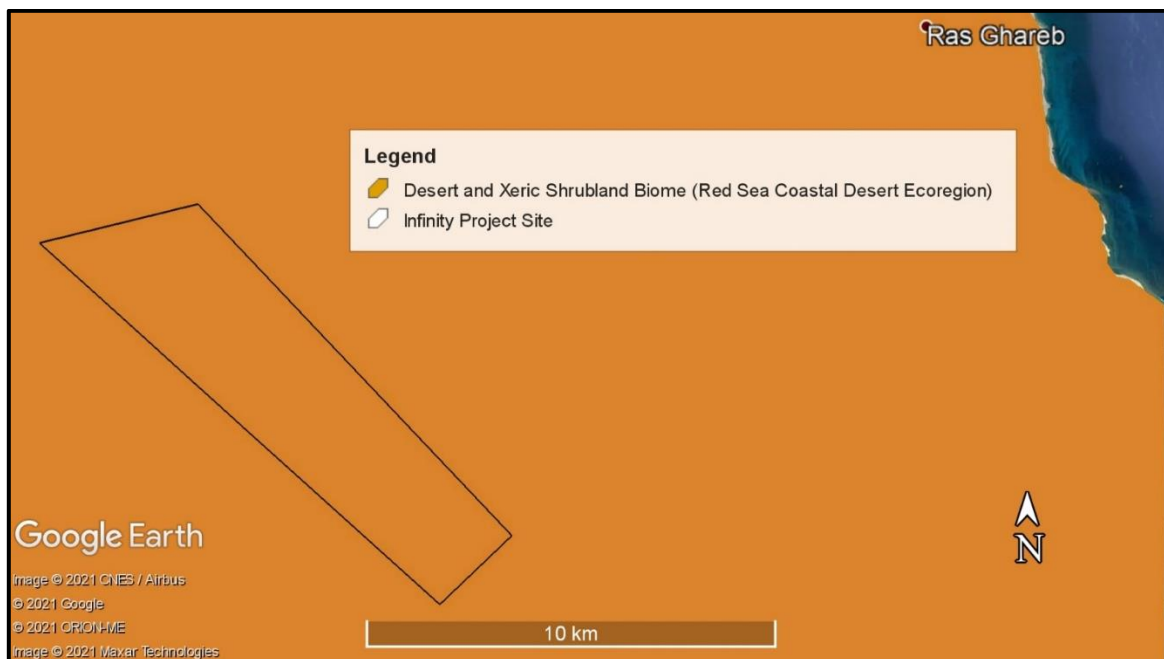 Ras Ghareb
Legend
Desert and Xeric Shrubland Biome (Red Sea Coastal Desert Ecoregion)
Infinity Project Site
N
Google Earth
Image © 2021 CNES / Airbus
© 2021 Google
© 2021 ORION-ME
Image © 2021 Maxar Technologies
10 km